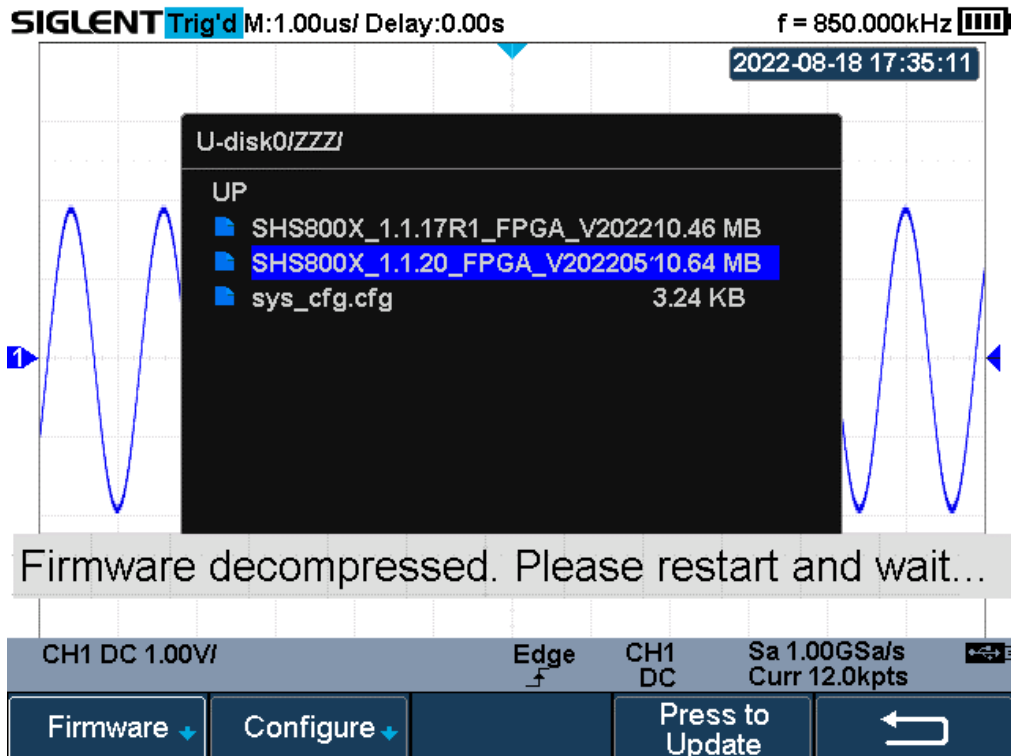 SIGLENT Trig'd M:1.00us/ Delay:0.00s f = 850.000kHz
2022-08-18 17:35:11
U-disk0/ZZZ/
UP
SHS800X_1.1.17R1_FPGA_V202210.46 MB
SHS800X_1.1.20_FPGA_V20220510.64 MB
sys_cfg.cfg 3.24 KB
1
Firmware decompressed. Please restart and wait...
CH1 DC 1.00V/ Edge CH1 Sa 1.00GSa/s
DC Curr 12.0kpts
Firmware Configure Press to
Update